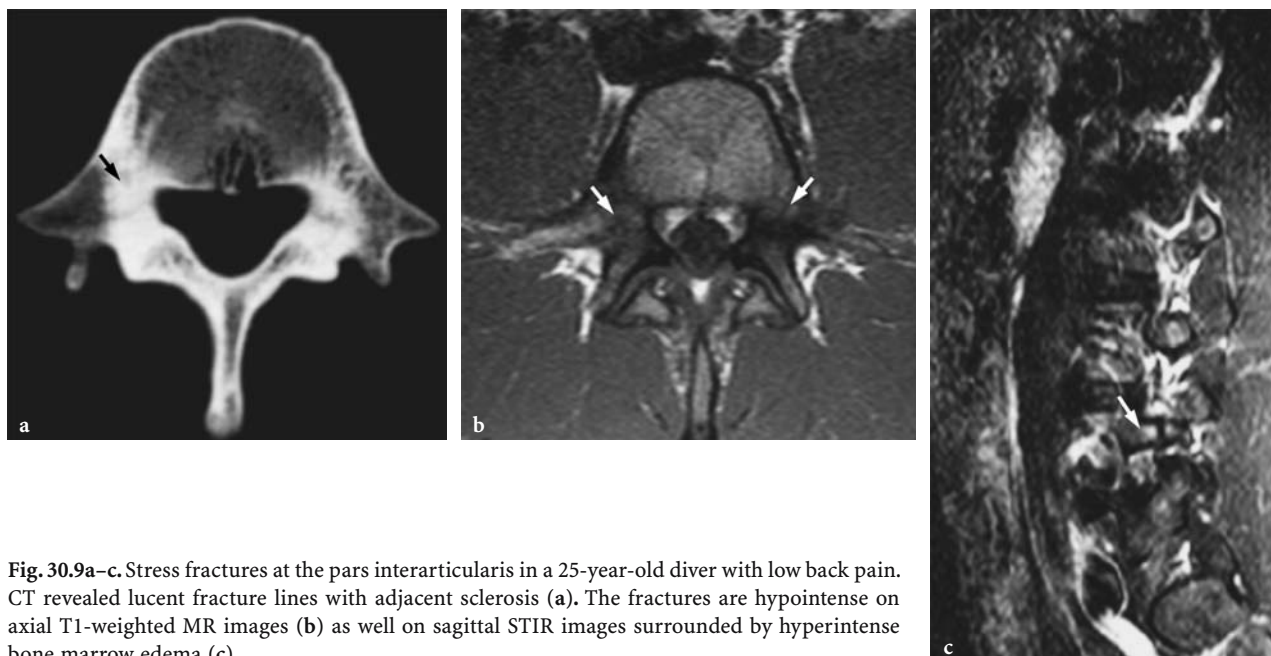 a
b
c
Fig. 30.9a–c. Stress fractures at the pars interarticularis in a 25-year-old diver with low back pain.
CT revealed lucent fracture lines with adjacent sclerosis (a). The fractures are hypointense on
axial T1-weighted MR images (b) as well on sagittal STIR images surrounded by hyperintense
bone marrow edema (c)